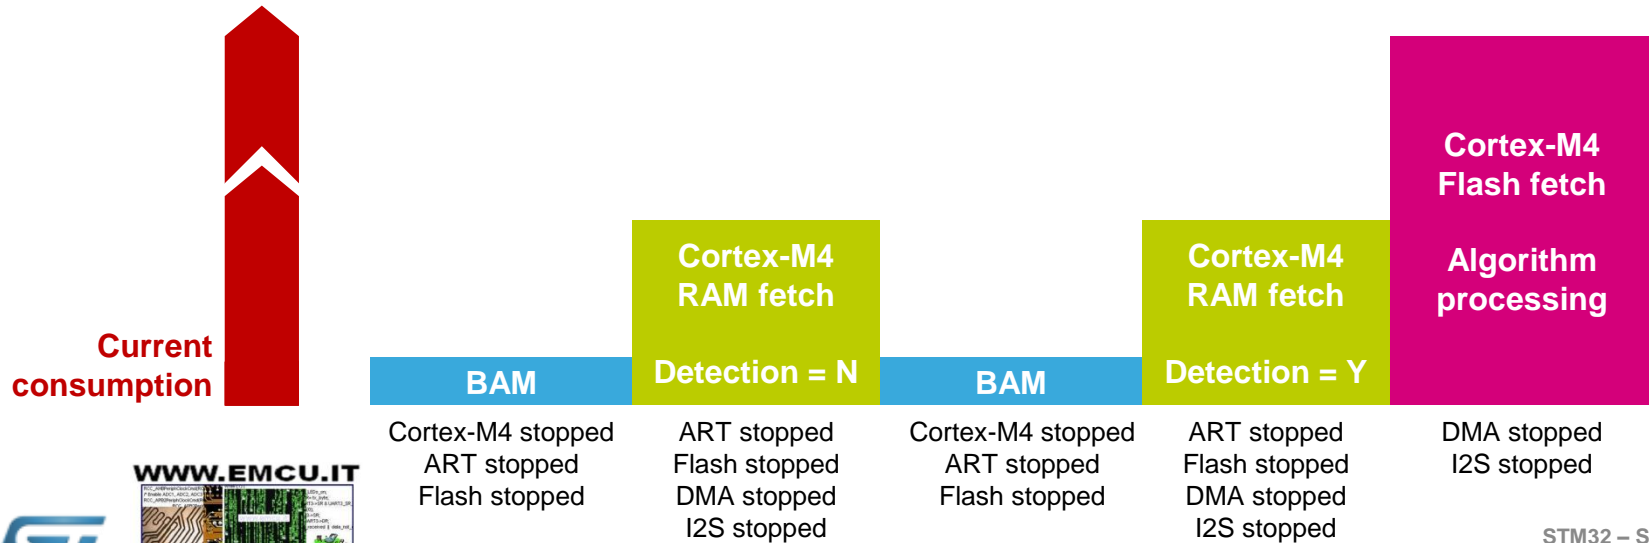 Cortex-M4
Flash fetch
Algorithm
processing
Cortex-M4
RAM fetch
Detection = N
Cortex-M4
RAM fetch
Detection = Y
Current
consumption
BAM
BAM
Cortex-M4 stopped
ART stopped
Flash stopped
ART stopped
Flash stopped
DMA stopped
I2S stopped
Cortex-M4 stopped
ART stopped
Flash stopped
ART stopped
Flash stopped
DMA stopped
I2S stopped
DMA stopped
I2S stopped
WWW.EMCU.IT
STM32 – S